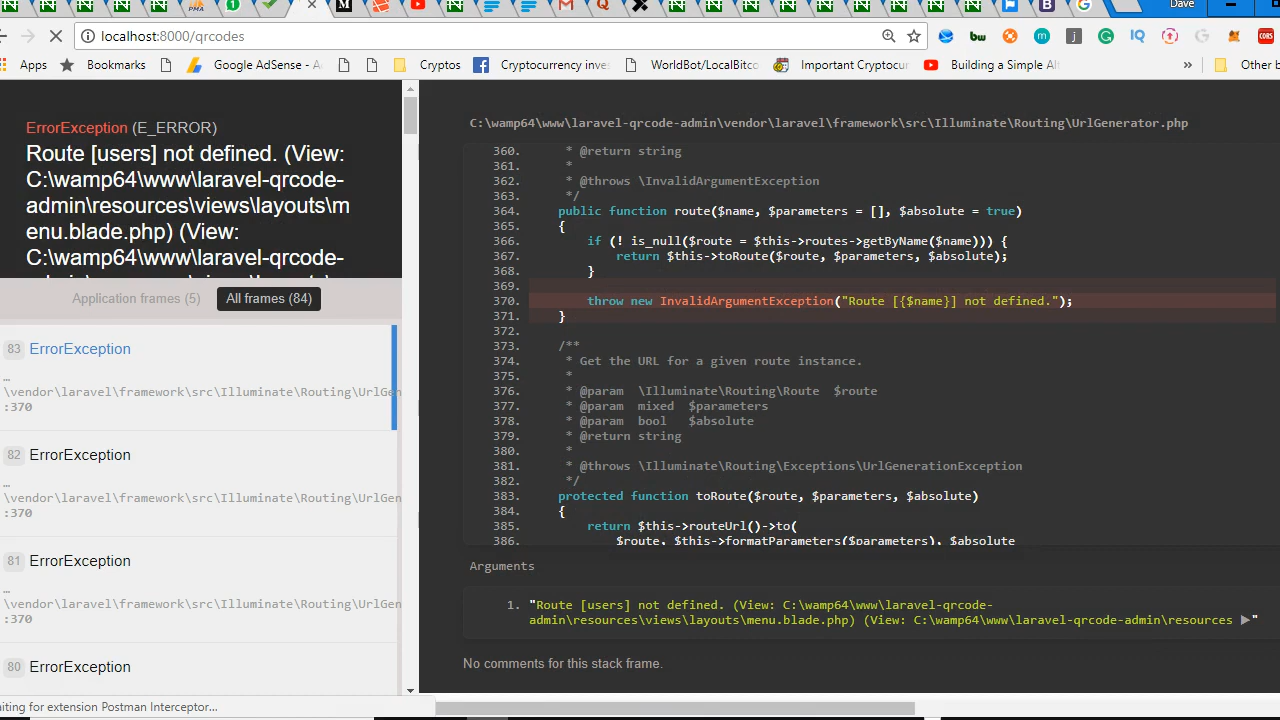 PMA
1
M
Q
B
G
Dave
localhost:8000/qrcodes
bw
m
j
G
IQ
G
CORS
Apps
Bookmarks
Google AdSense - A
Cryptos
Cryptocurrency inves
WorldBot/LocalBitco
Important Cryptocur
Building a Simple Al
»
Other b
ErrorException (E_ERROR)
Route [users] not defined. (View:
C:\wamp64\www\laravel-qrcode-
admin\resources\views\layouts\m
enu.blade.php) (View:
C:\wamp64\www\laravel-qrcode-
Application frames (5)
All frames (84)
83 ErrorException
…
\vendor\laravel\framework\src\Illuminate\Routing\UrlGen
:370
82 ErrorException
…
\vendor\laravel\framework\src\Illuminate\Routing\UrlGen
:370
81 ErrorException
…
\vendor\laravel\framework\src\Illuminate\Routing\UrlGen
:370
80 ErrorException
aiting for extension Postman Interceptor...
C:\wamp64\www\laravel-qrcode-admin\vendor\laravel\framework\src\Illuminate\Routing\UrlGenerator.php
360. * @return string
361. *
362. * @throws \InvalidArgumentException
363. */
364. public function route($name, $parameters = [], $absolute = true)
365. {
366. if (! is_null($route = $this->routes->getByName($name))) {
367. return $this->toRoute($route, $parameters, $absolute);
368. }
369.
370. throw new InvalidArgumentException("Route [{$name}] not defined.");
371. }
372.
373. /**
374. * Get the URL for a given route instance.
375. *
376. * @param \Illuminate\Routing\Route $route
377. * @param mixed $parameters
378. * @param bool $absolute
379. * @return string
380. *
381. * @throws \Illuminate\Routing\Exceptions\UrlGenerationException
382. */
383. protected function toRoute($route, $parameters, $absolute)
384. {
385. return $this->routeUrl()->to(
386. $route, $this->formatParameters($parameters), $absolute
Arguments
1. "Route [users] not defined. (View: C:\wamp64\www\laravel-qrcode-
admin\resources\views\layouts\menu.blade.php) (View: C:\wamp64\www\laravel-qrcode-admin\resources ▶"
No comments for this stack frame.